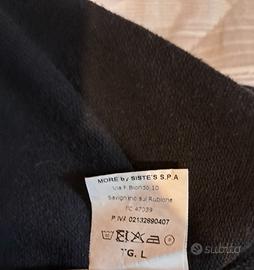 MORE by SISTE'S S.P.A
Via F. Biondo 10
Savignano sul Rubicone
FC 47039
P. IVA 02132890407
TG. L
subito